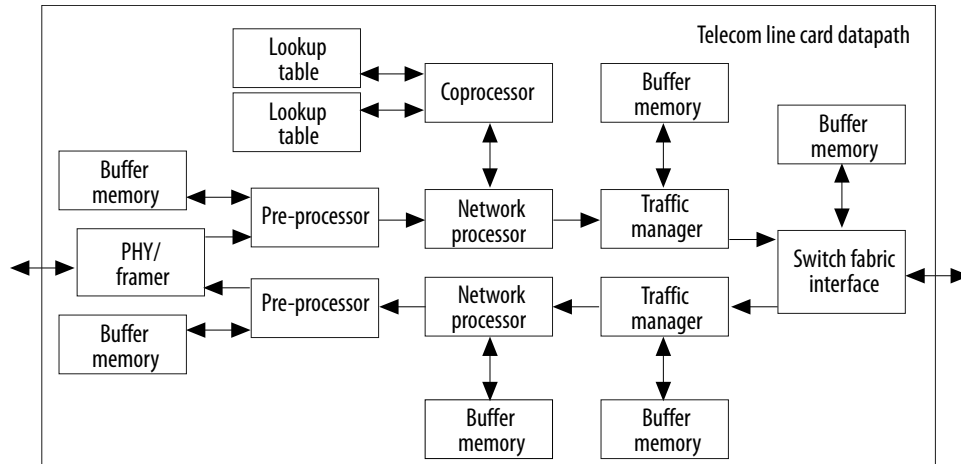 Telecom line card datapath
Lookup
table
Lookup
table
Coprocessor
Buffer
memory
Buffer
memory
Buffer
memory
Pre-processor
Network
processor
Traffic
manager
PHY/
framer
Switch fabric
interface
Pre-processor
Network
processor
Traffic
manager
Buffer
memory
Buffer
memory
Buffer
memory